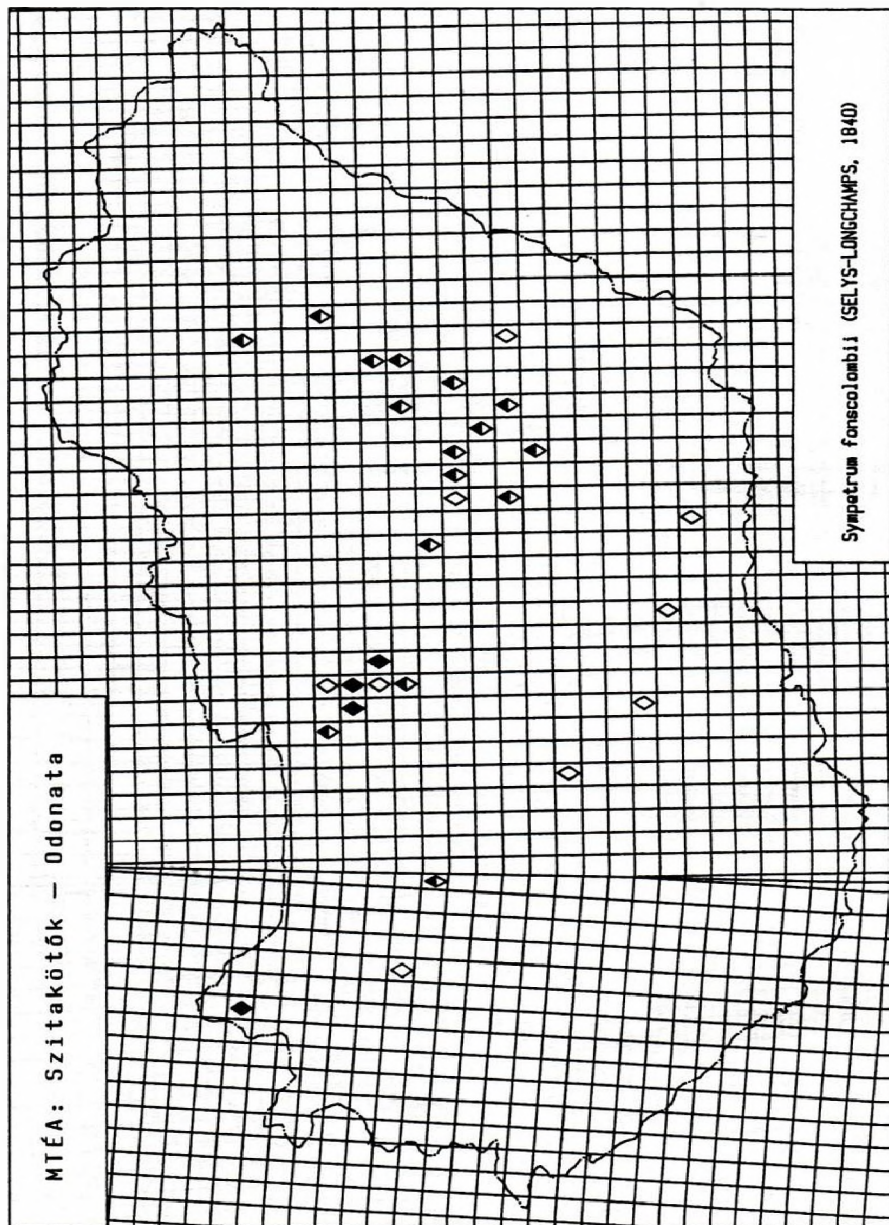 MTÉA: Szitakötők — Odonata
Sympetrum fonscolombii (SELYS-LONGCHAMPS, 1840)